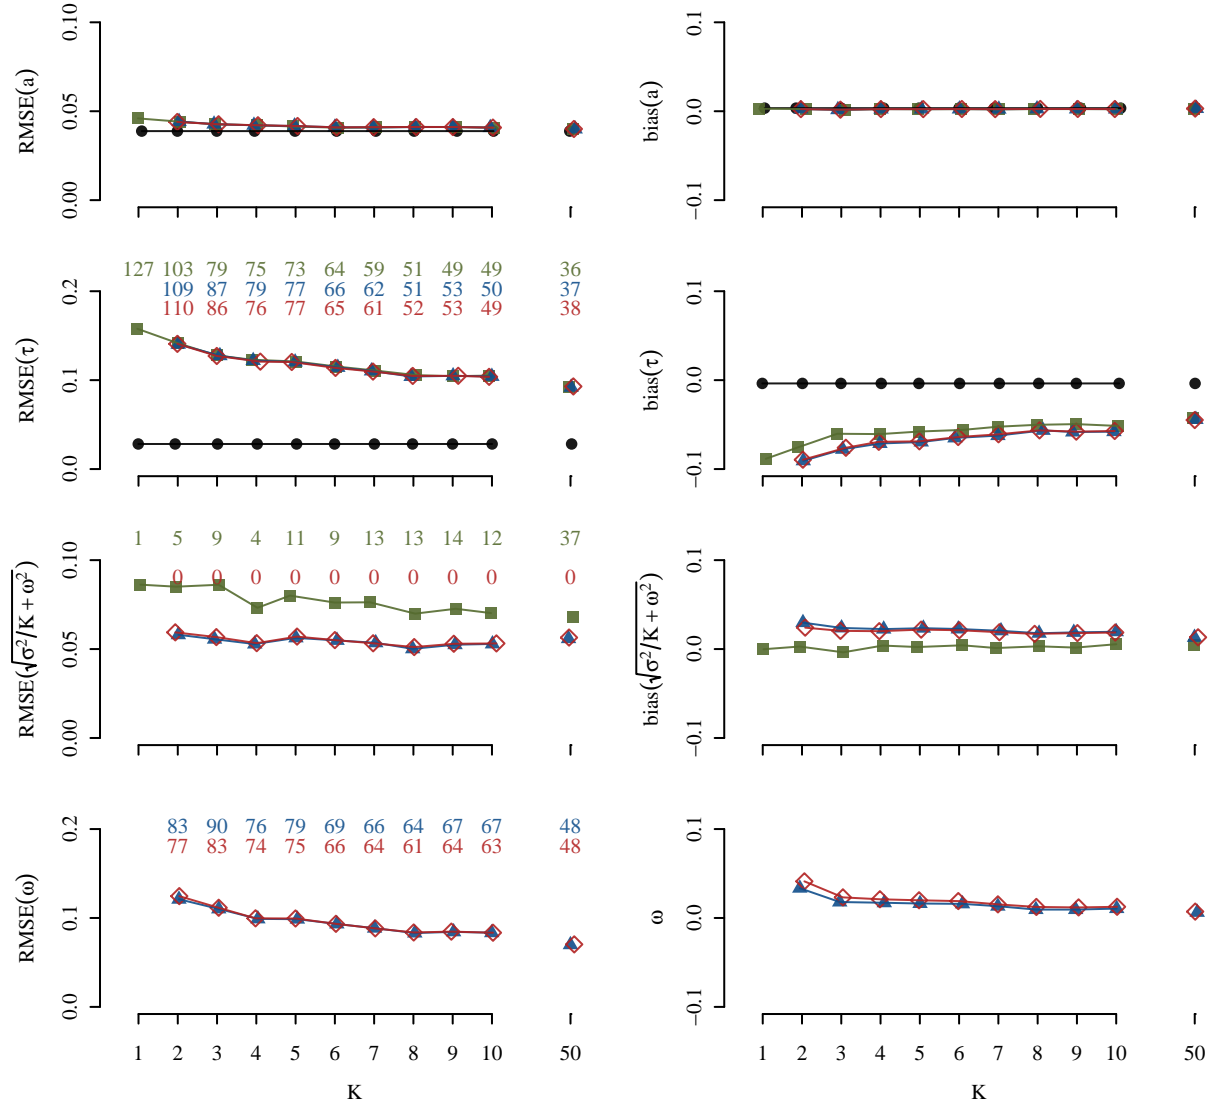 0.10
0.05
0.00
RMSE(a)
0.1
0.0
−0.1
bias(a)
127 103 79 75 73 64 59 51 49 49 36
109 87 79 77 66 62 51 53 50 37
110 86 76 77 65 61 52 53 49 38
0.2
0.1
0.0
RMSE(τ)
0.1
0.0
−0.1
bias(τ)
1 5 9 4 11 9 13 13 14 12 37
0 0 0 0 0 0 0 0 0 0
0.10
0.05
0.00
RMSE(√σ²/K + ω²)
0.1
0.0
−0.1
bias(√σ²/K + ω²)
83 90 76 79 69 66 64 67 67 48
77 83 74 75 66 64 61 64 63 48
0.2
0.1
0.0
RMSE(ω)
0.1
0.0
−0.1
ω
1 2 3 4 5 6 7 8 9 10 50
K
1 2 3 4 5 6 7 8 9 10 50
K